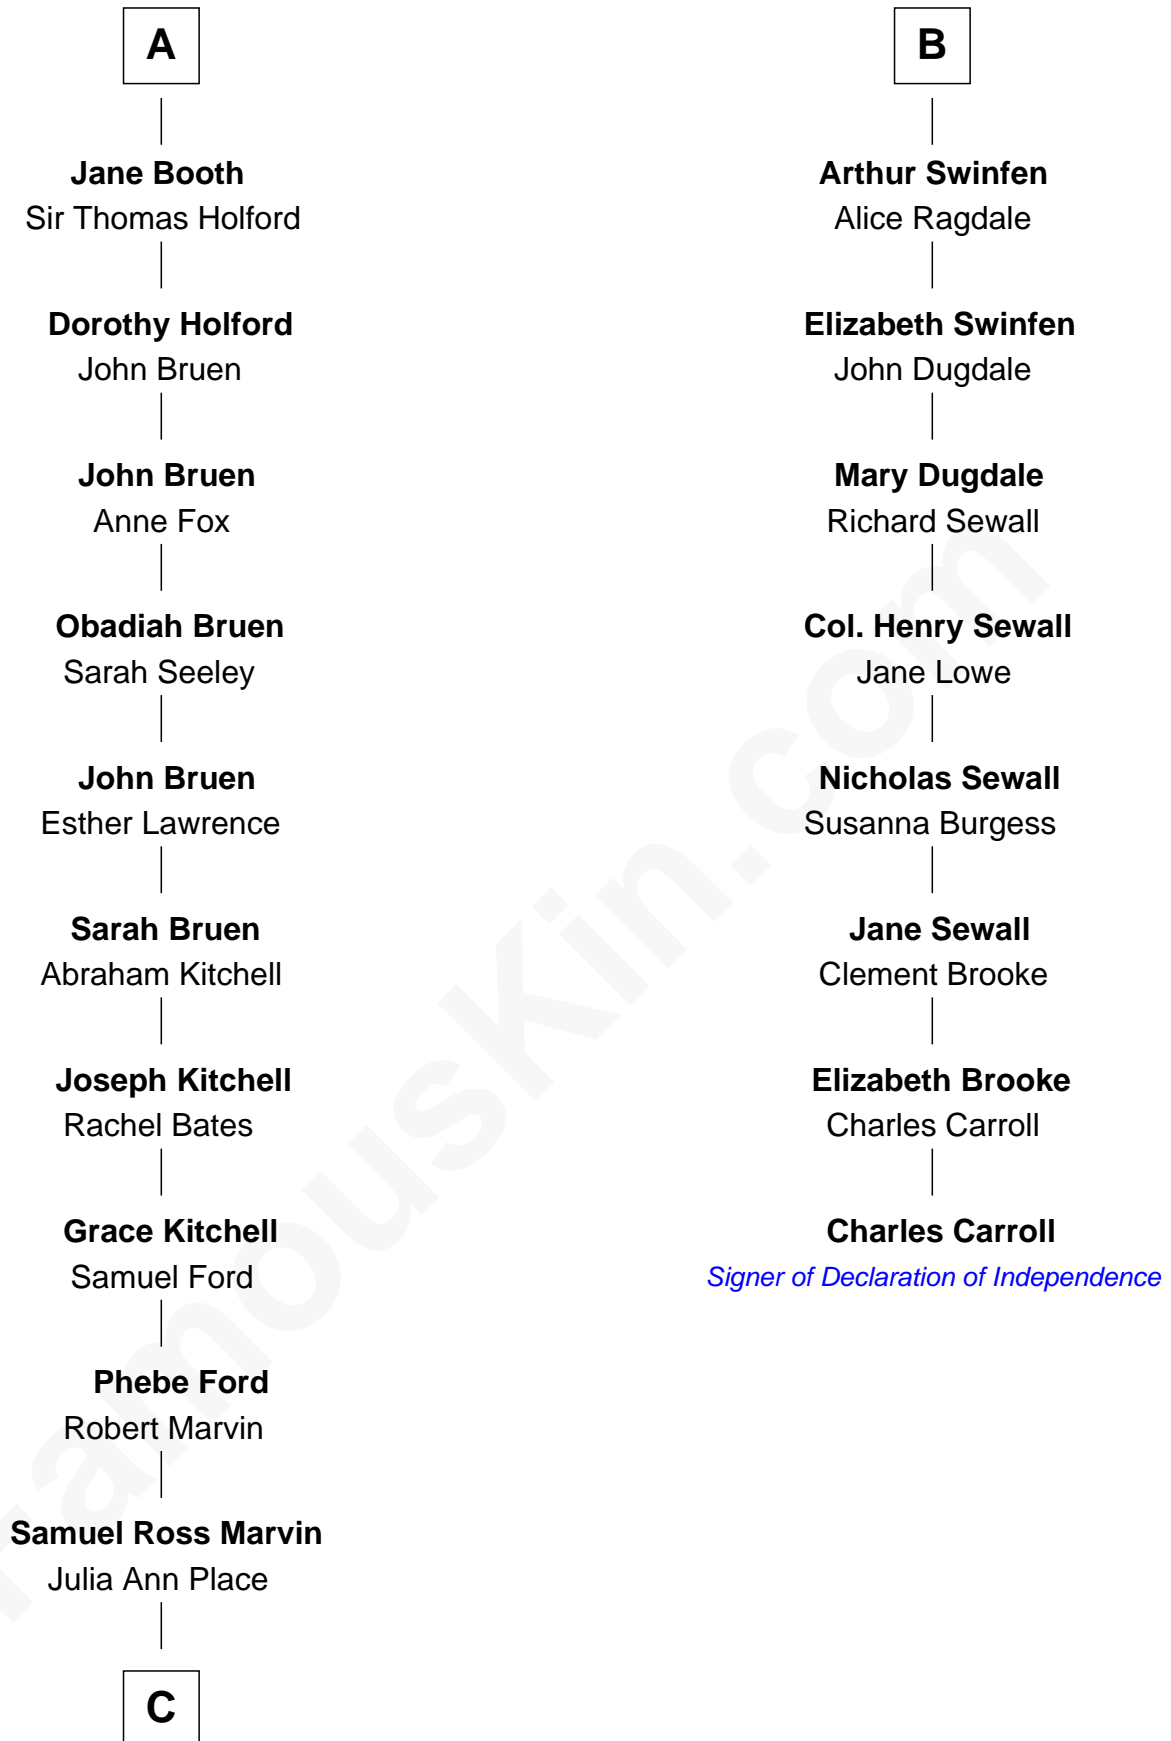 A
Jane Booth
Sir Thomas Holford
Dorothy Holford
John Bruen
John Bruen
Anne Fox
Obadiah Bruen
Sarah Seeley
John Bruen
Esther Lawrence
Sarah Bruen
Abraham Kitchell
Joseph Kitchell
Rachel Bates
Grace Kitchell
Samuel Ford
Phebe Ford
Robert Marvin
Samuel Ross Marvin
Julia Ann Place
C
B
Arthur Swinfen
Alice Ragdale
Elizabeth Swinfen
John Dugdale
Mary Dugdale
Richard Sewall
Col. Henry Sewall
Jane Lowe
Nicholas Sewall
Susanna Burgess
Jane Sewall
Clement Brooke
Elizabeth Brooke
Charles Carroll
Charles Carroll
Signer of Declaration of Independence
FamousKin.com